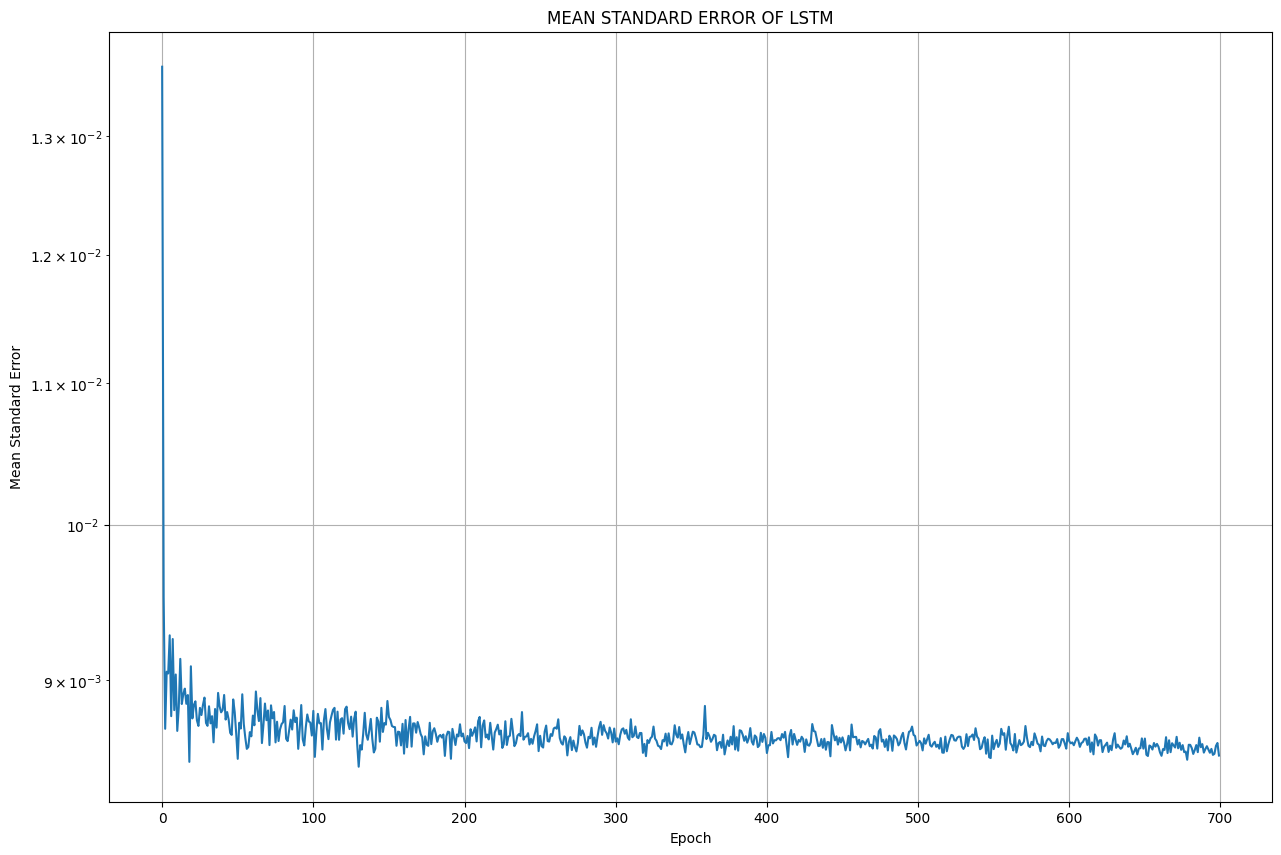 MEAN STANDARD ERROR OF LSTM
Mean Standard Error
1.3 × 10⁻²
1.2 × 10⁻²
1.1 × 10⁻²
10⁻²
9 × 10⁻³
0 100 200 300 400 500 600 700
Epoch